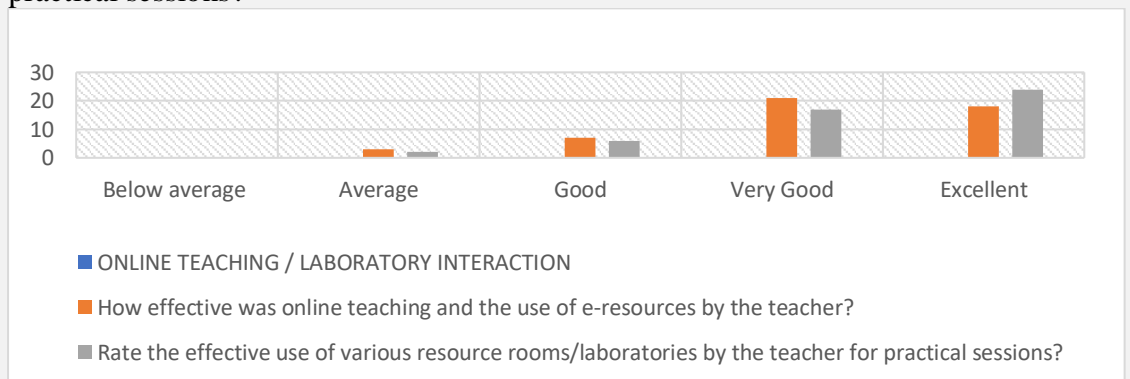 practical sessions?
30
20
10
0
Below average Average Good Very Good Excellent
ONLINE TEACHING / LABORATORY INTERACTION
How effective was online teaching and the use of e-resources by the teacher?
Rate the effective use of various resource rooms/laboratories by the teacher for practical sessions?